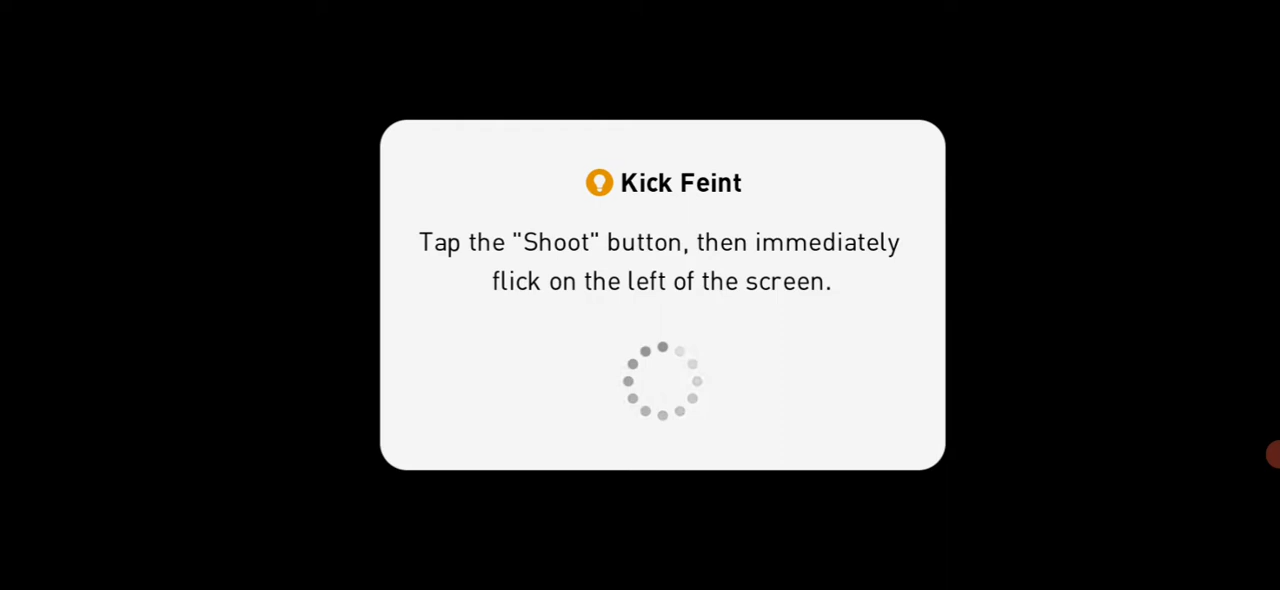 Kick Feint
Tap the "Shoot" button, then immediately
flick on the left of the screen.